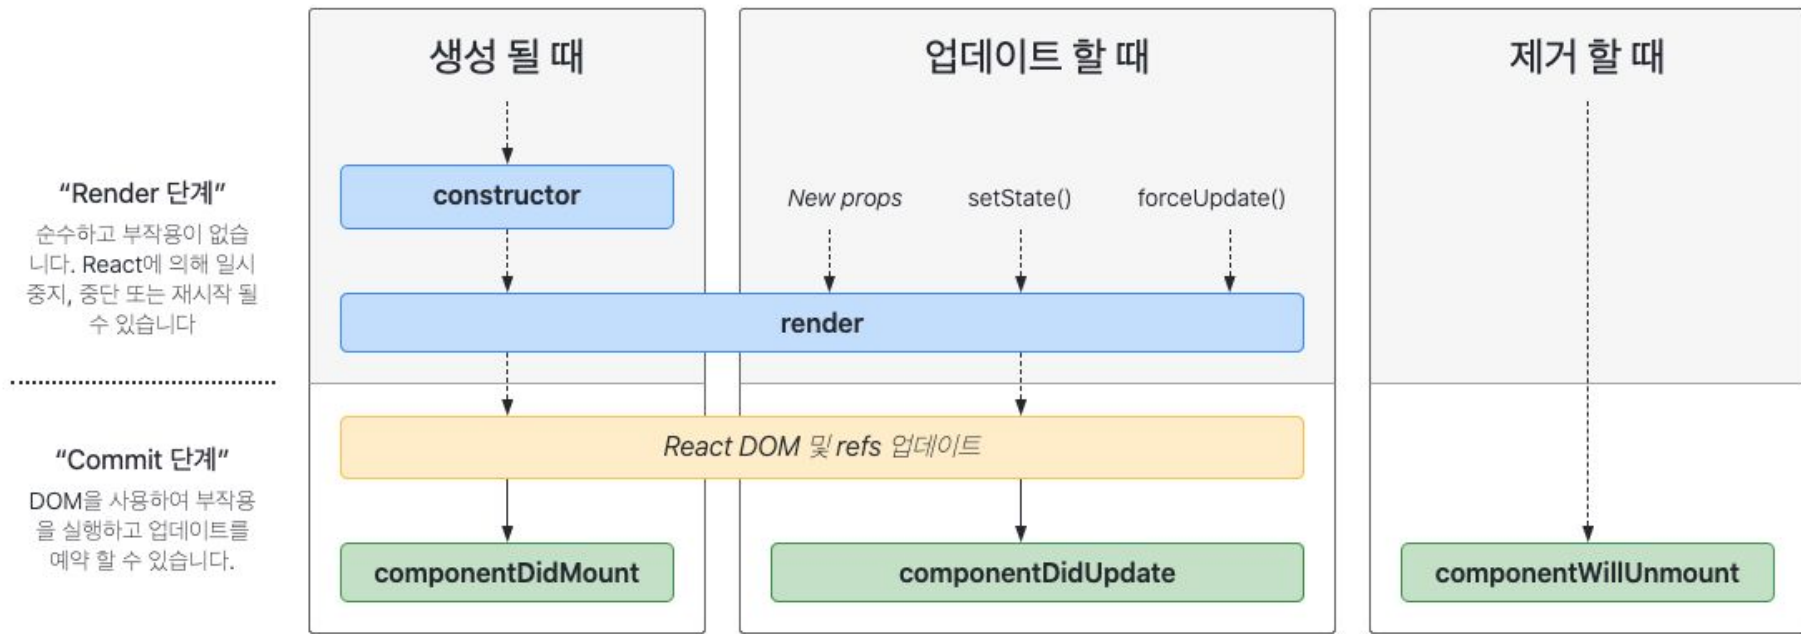 생성 될 때
업데이트 할 때
제거 할 때
“Render 단계”
순수하고 부작용이 없습
니다. React에 의해 일시
중지, 중단 또는 재시작 될
수 있습니다
constructor
New props
setState()
forceUpdate()
render
“Commit 단계”
DOM을 사용하여 부작용
을 실행하고 업데이트를
예약 할 수 있습니다.
React DOM 및 refs 업데이트
componentDidMount
componentDidUpdate
componentWillUnmount